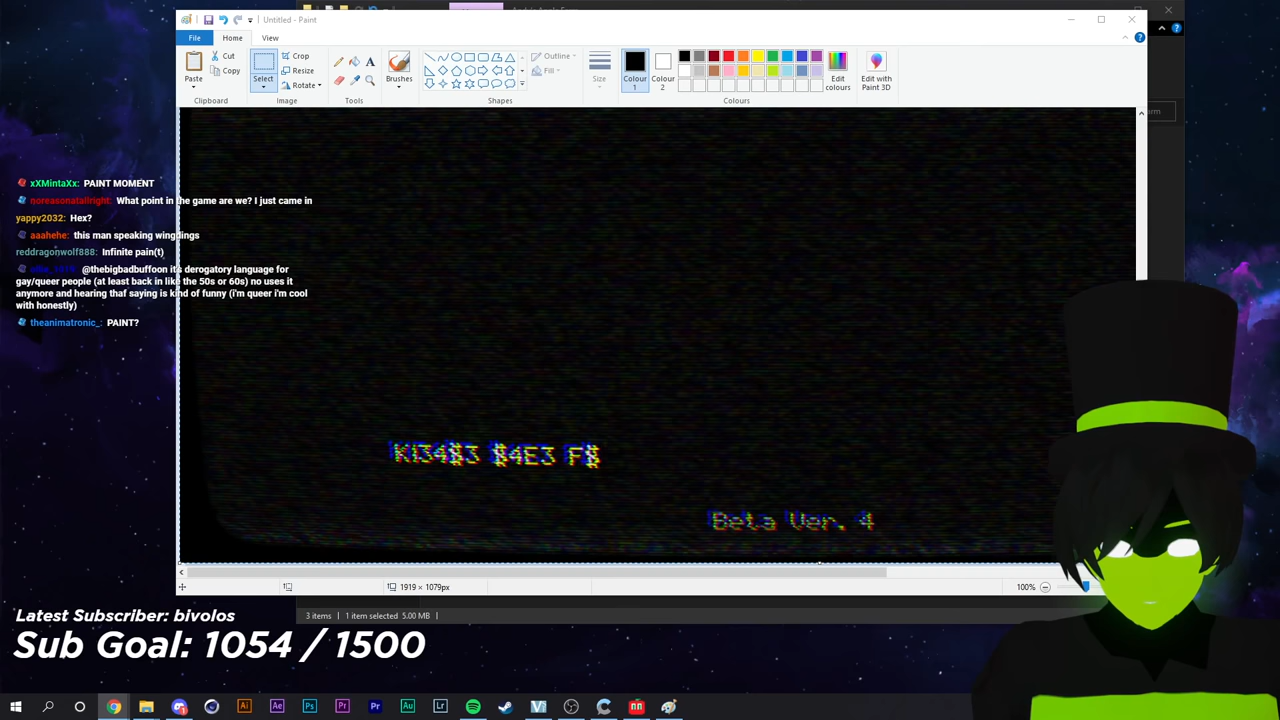 Untitled - Paint
File Home View
Paste
Cut
Copy
Clipboard
Select
Crop
Resize
Rotate
Image
Tools
Brushes
Shapes
Outline
Fill
Size
Colour 1
Colour 2
Edit colours
Colours
Edit with Paint 3D
xXMintaXx: PAINT MOMENT
noreasonatallright: What point in the game are we? I just came in
yappy2032: Hex?
aaahehe: this man speaking wingdings
reddragonwolf888: Infinite pain(t)
@thebigbadbuffoon it's derogatory language for
gay/queer people (at least back in like the 50s or 60s) no uses it
anymore and hearing that saying is kind of funny (i'm queer i'm cool
with honestly)
theanimatronic_: PAINT?
Beta Ver. 4
1919 × 1079px
100%
3 items 1 item selected 5.00 MB
Latest Subscriber: bivolos
Sub Goal: 1054 / 1500